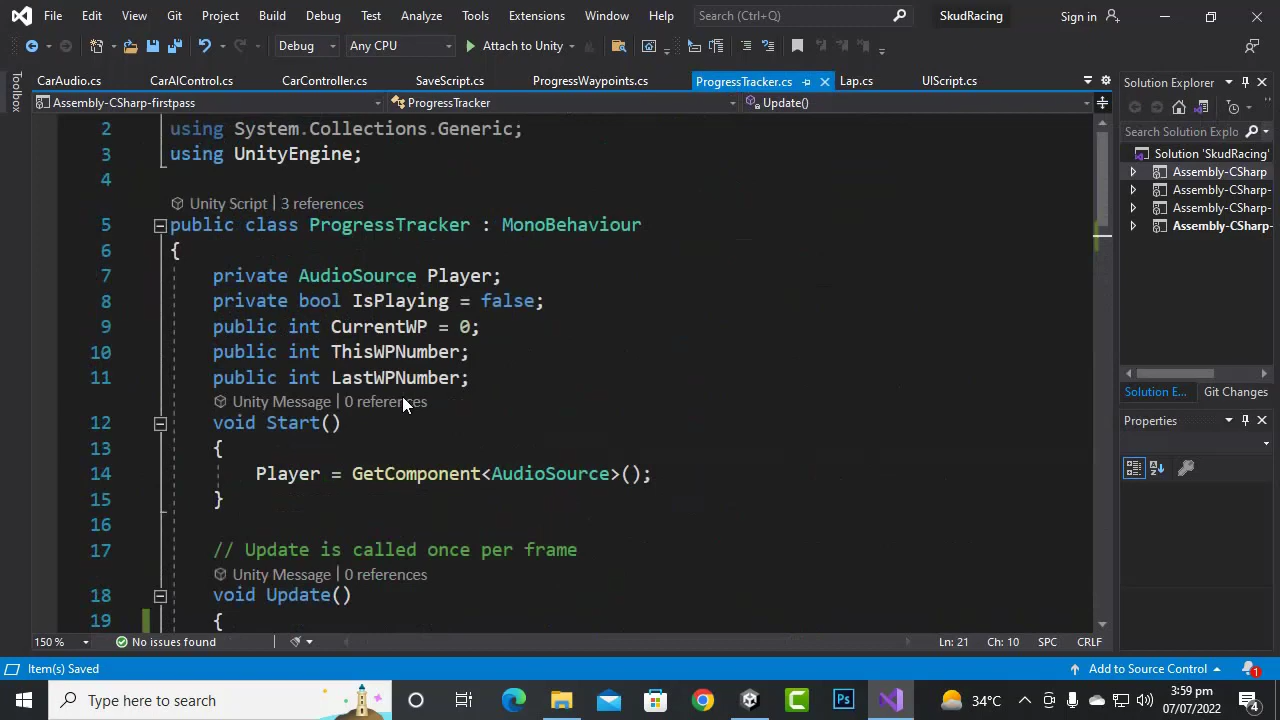 File Edit View Git Project Build Debug Test Analyze Tools Extensions Window Help Search (Ctrl+Q) SkudRacing Sign in
Debug Any CPU Attach to Unity
Toolbox
CarAudio.cs CarAIControl.cs CarController.cs SaveScript.cs ProgressWaypoints.cs ProgressTracker.cs Lap.cs UIScript.cs
Assembly-CSharp-firstpass ProgressTracker Update()
2 using System.Collections.Generic;
3 using UnityEngine;
4
Unity Script | 3 references
5 public class ProgressTracker : MonoBehaviour
6 {
7 private AudioSource Player;
8 private bool IsPlaying = false;
9 public int CurrentWP = 0;
10 public int ThisWPNumber;
11 public int LastWPNumber;
Unity Message | 0 references
12 void Start()
13 {
14 Player = GetComponent<AudioSource>();
15 }
16
17 // Update is called once per frame
Unity Message | 0 references
18 void Update()
19 {
150 % No issues found Ln: 21 Ch: 10 SPC CRLF
Solution Explorer
Search Solution Explo
Solution 'SkudRacing'
Assembly-CSharp
Assembly-CSharp-
Assembly-CSharp-
Assembly-CSharp-
Solution E... Git Changes
Properties
Item(s) Saved Add to Source Control 1
Type here to search Ps 34°C 3:59 pm
07/07/2022 4